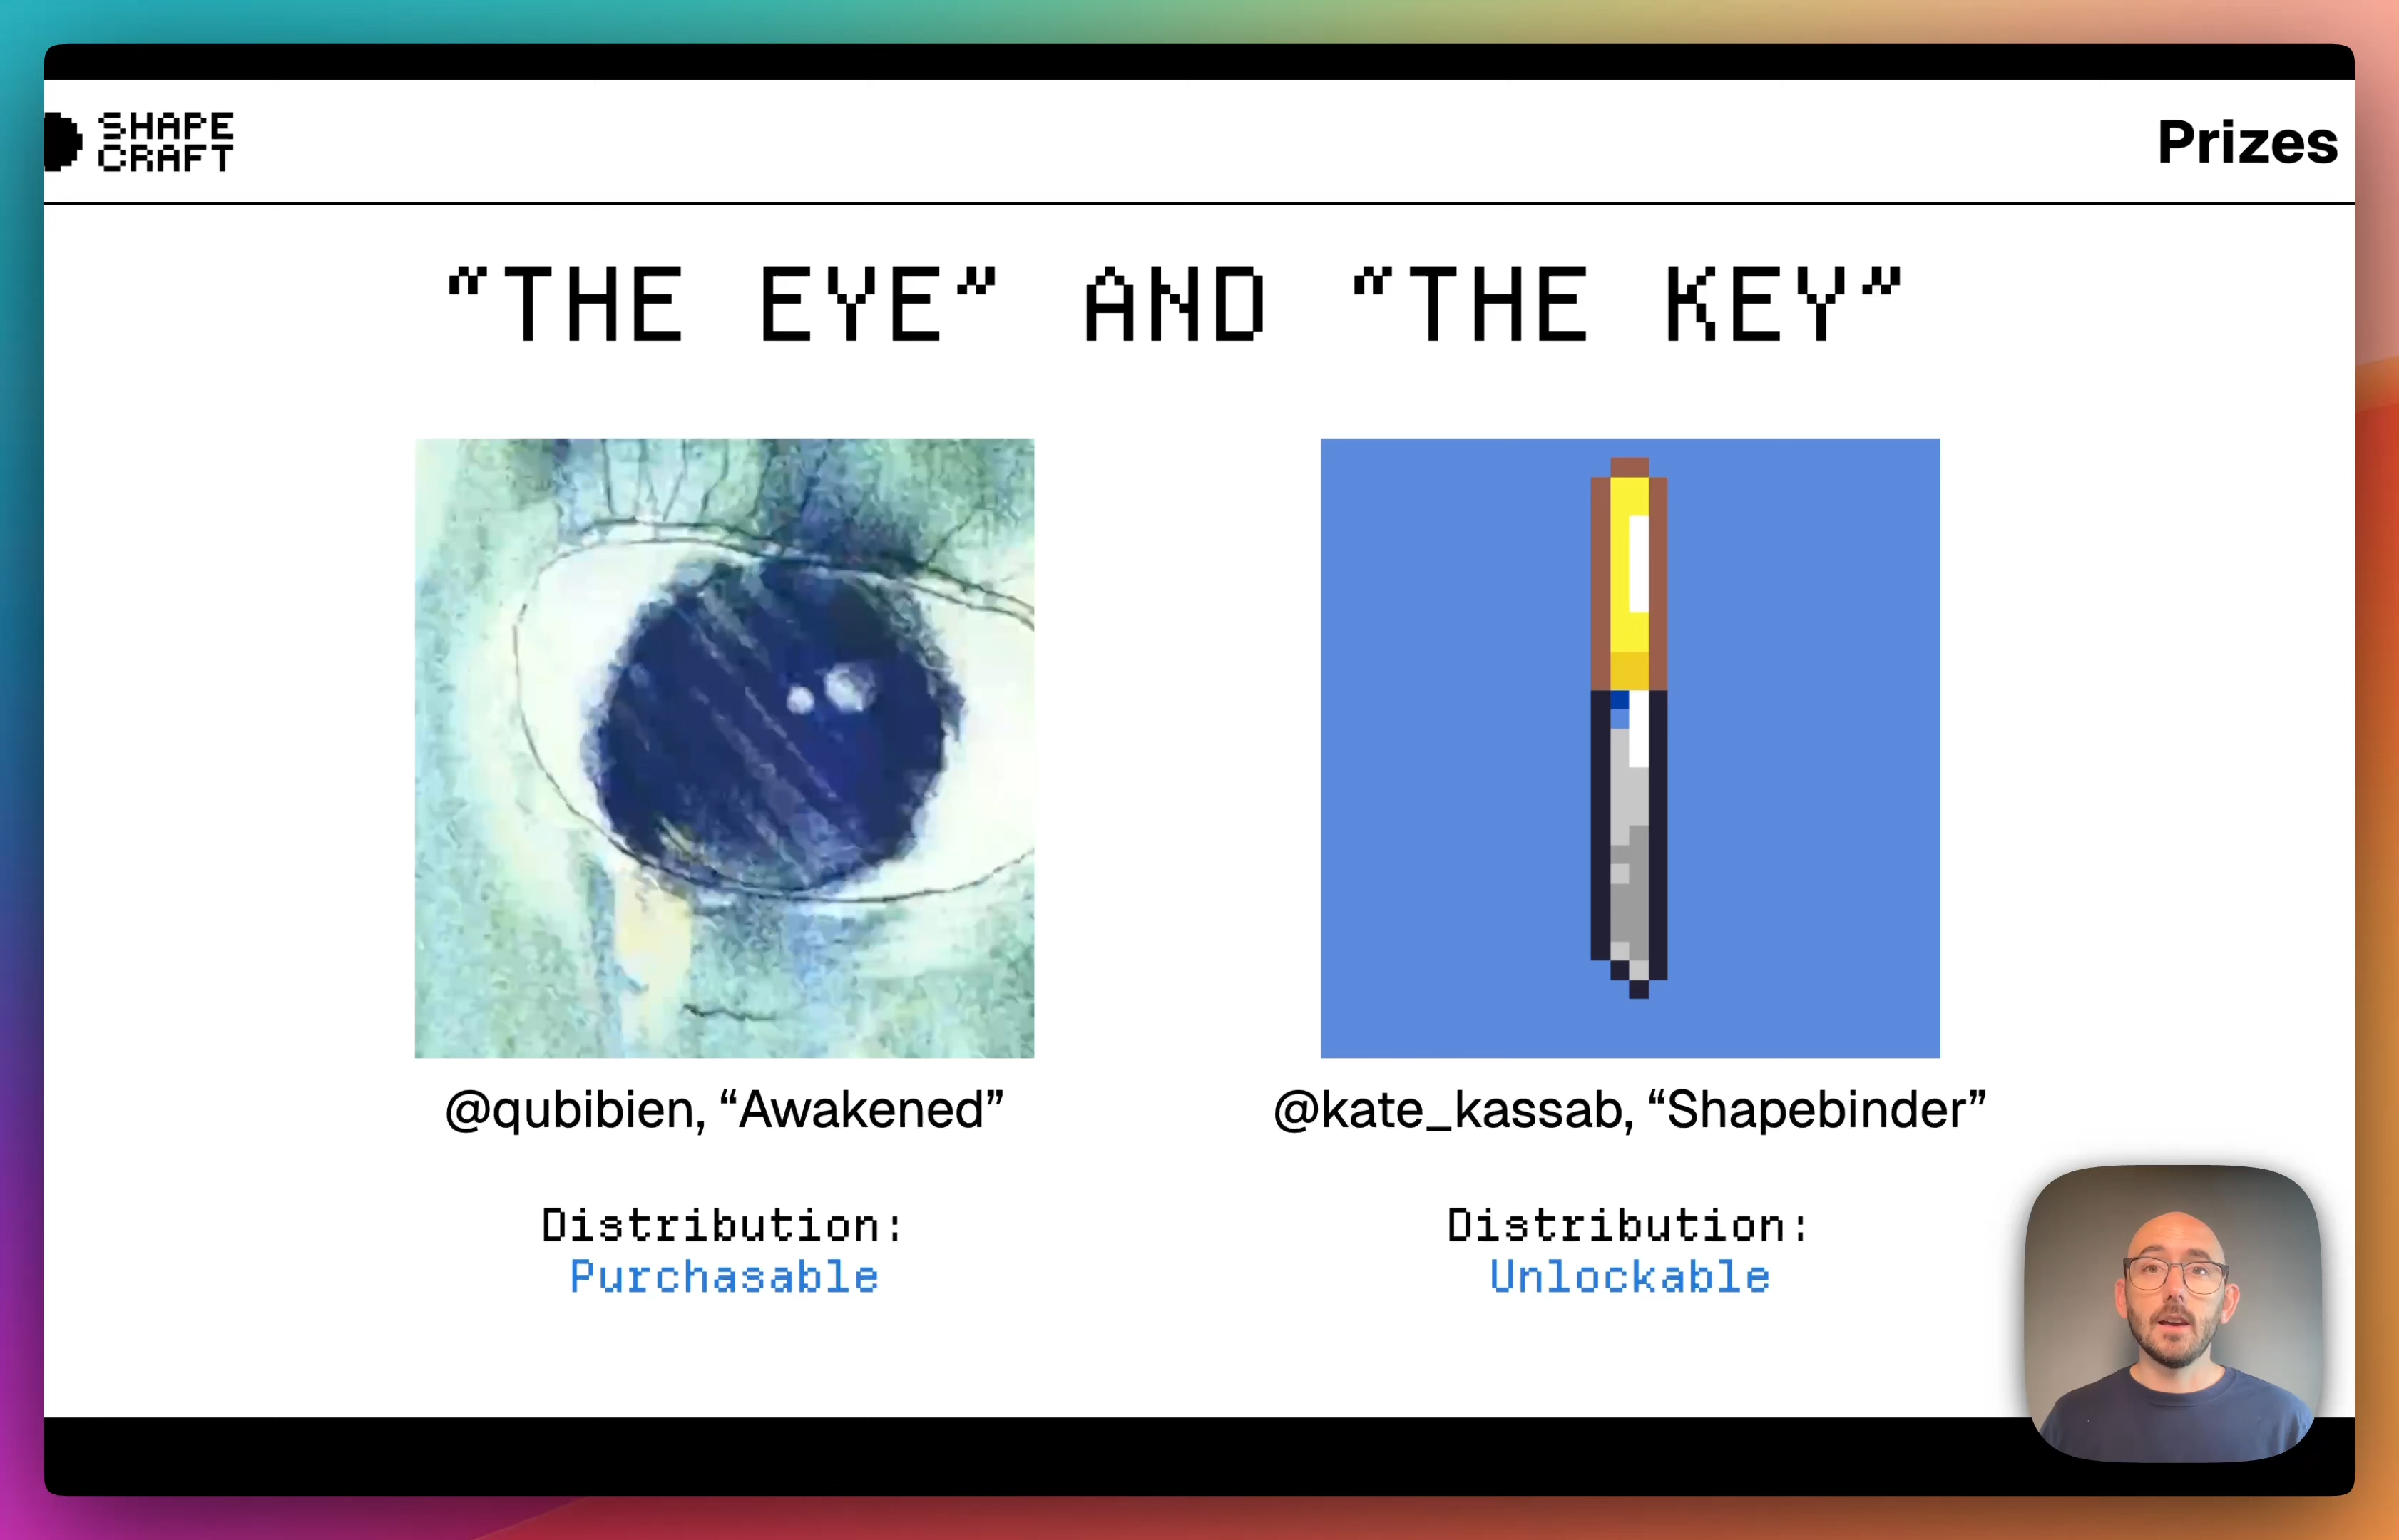 SHAPE
CRAFT
Prizes
“THE EYE” AND “THE KEY”
@qubibien, “Awakened”
@kate_kassab, “Shapebinder”
Distribution:
Purchasable
Distribution:
Unlockable